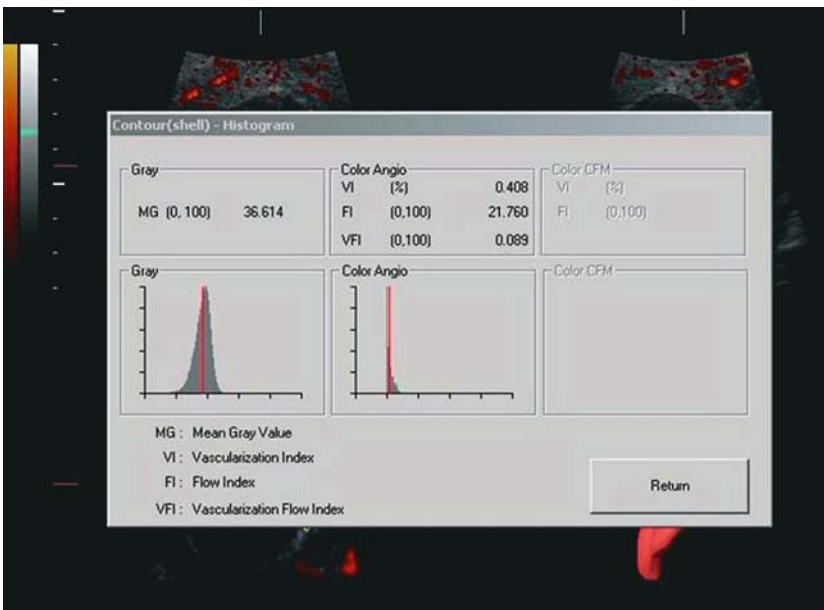 Contour(shell) - Histogram
Gray
MG (0, 100) 36.614
Color Angio
VI (%) 0.408
FI (0,100) 21.760
VFI (0,100) 0.089
Color CFM
VI (%)
FI (0,100)
Gray
Color Angio
Color CFM
MG : Mean Gray Value
VI : Vascularization Index
FI : Flow Index
VFI : Vascularization Flow Index
Return